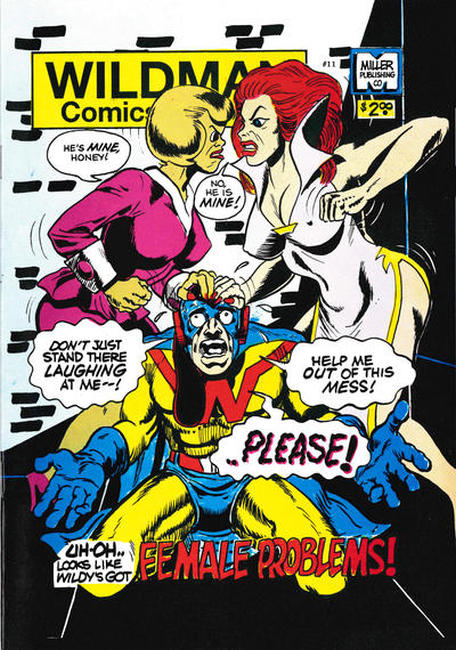 WILDMAN
Comics
#11
MILLER
PUBLISHING
CO
M
$2.00
HE'S MINE,
HONEY!
NO,
HE IS
MINE!
DON'T JUST
STAND THERE
LAUGHING
AT ME~!
HELP ME
OUT OF THIS
MESS!
..PLEASE!
W
UH-OH..
LOOKS LIKE
WILDY'S GOT
FEMALE PROBLEMS!